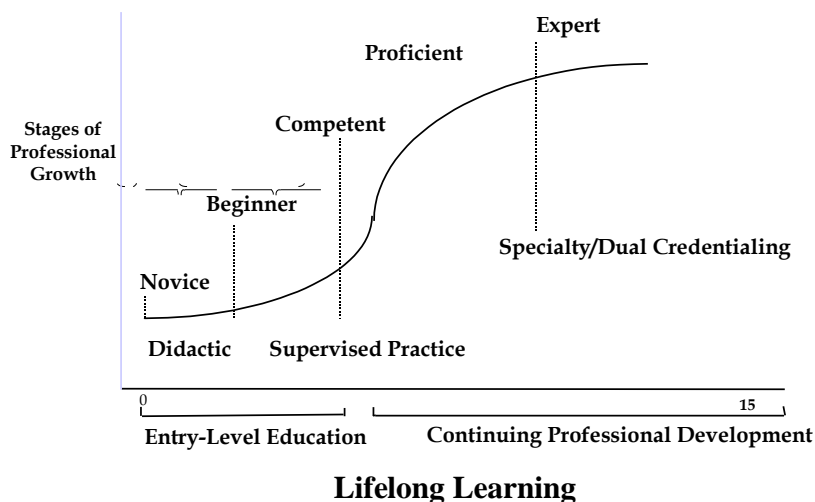 Expert
Proficient
Competent
Stages of
Professional
Growth
Beginner
Specialty/Dual Credentialing
Novice
Didactic
Supervised Practice
0
15
Entry-Level Education
Continuing Professional Development
Lifelong Learning